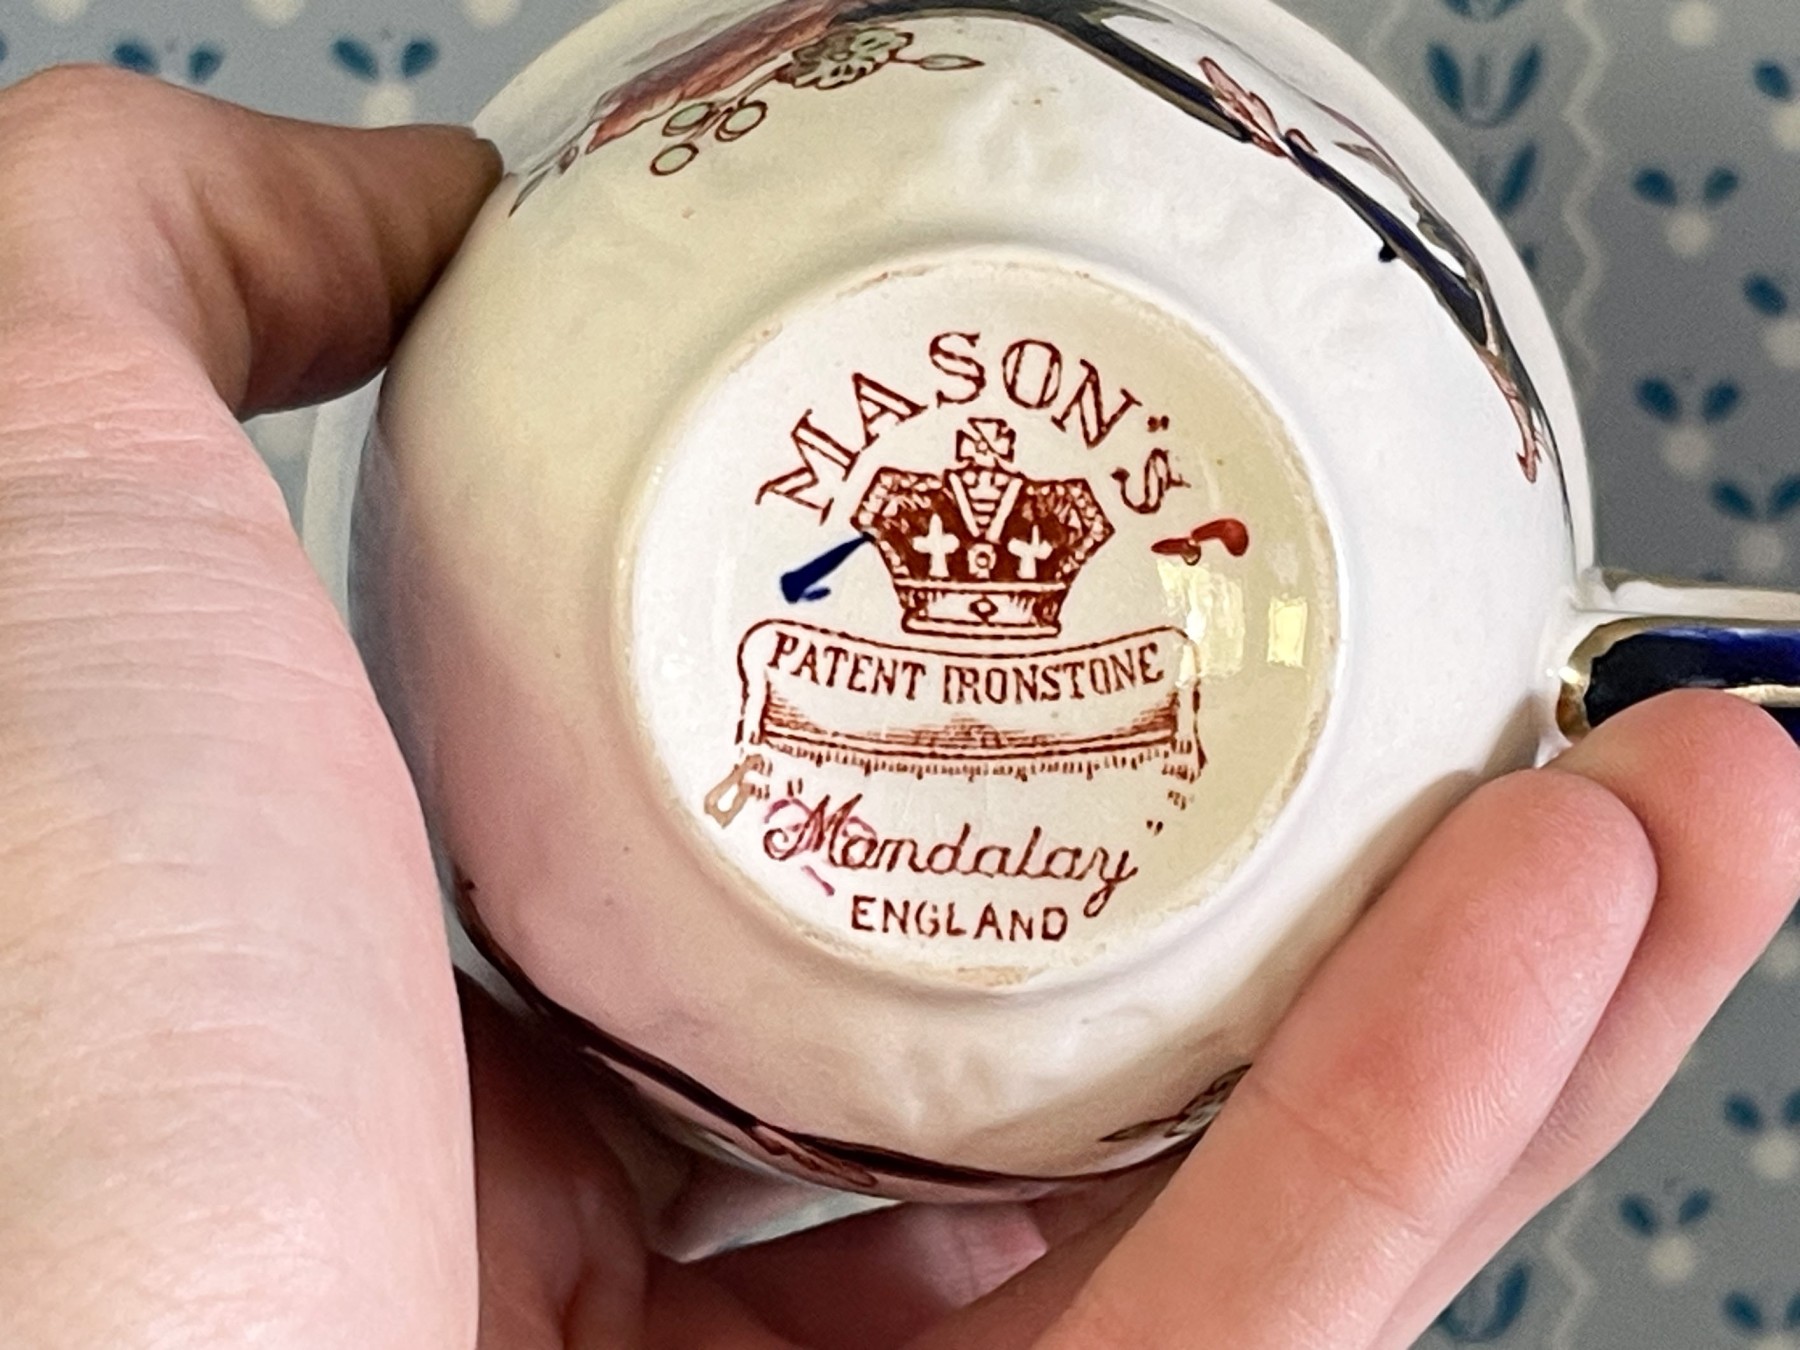 MASON'S
PATENT IRONSTONE
"Mandalay"
ENGLAND